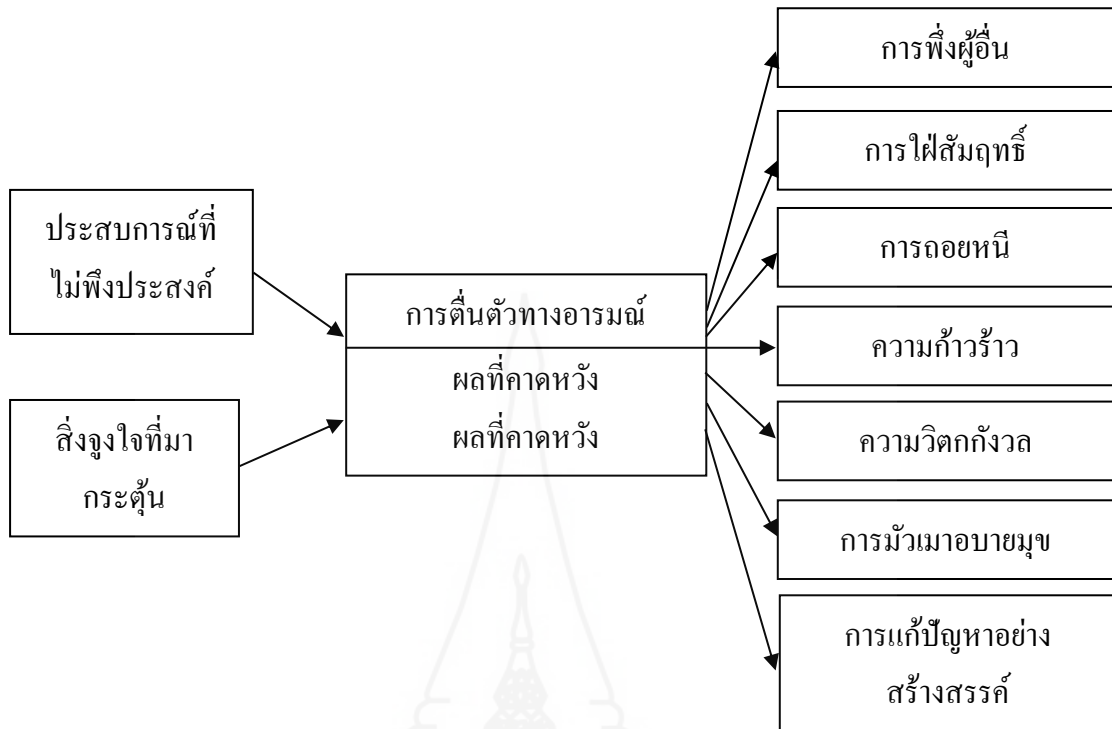 ประสบการณ์ที่
ไม่พึงประสงค์
สิ่งจูงใจที่มา
กระตุ้น
การตื่นตัวทางอารมณ์
ผลที่คาดหวัง
ผลที่คาดหวัง
การพึ่งผู้อื่น
การใฝ่สัมฤทธิ์
การถอยหนี
ความก้าวร้าว
ความวิตกกังวล
การมัวเมาอบายมุข
การแก้ปัญหาอย่าง
สร้างสรรค์